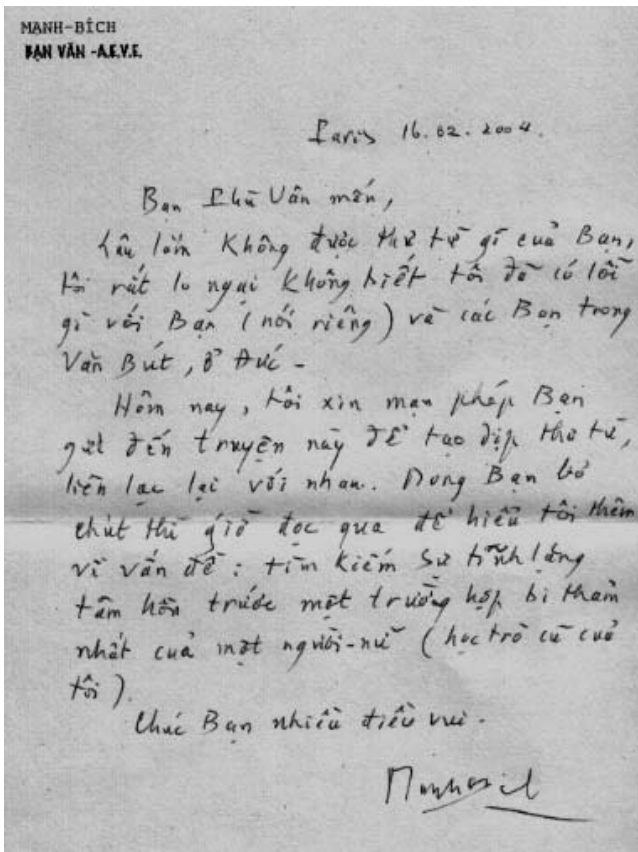 MẠNH-BÍCH
BẠN VĂN -A.E.V.E.
Paris 16.02.2004.
Bạn Phù Vân mến,
Lâu lắm không được thư từ gì cuả Bạn,
tôi rất lo ngại không biết tôi đã có lỗi
gì với Bạn (nói riêng) và các Bạn trong
Văn Bút, ở Đức -
Hôm nay, tôi xin mạn phép Bạn
gửi đến truyện này để tạo dịp thư từ,
liên lạc lại với nhau. Mong Bạn bỏ
chút thì giờ đọc qua để hiểu tôi thêm
về vấn đề : tìm kiếm sự tĩnh lặng
tâm hồn trước một trường hợp bi thảm
nhất cuả một người-nữ (học trò cũ cuả
tôi).
Chúc Bạn nhiều điều vui.